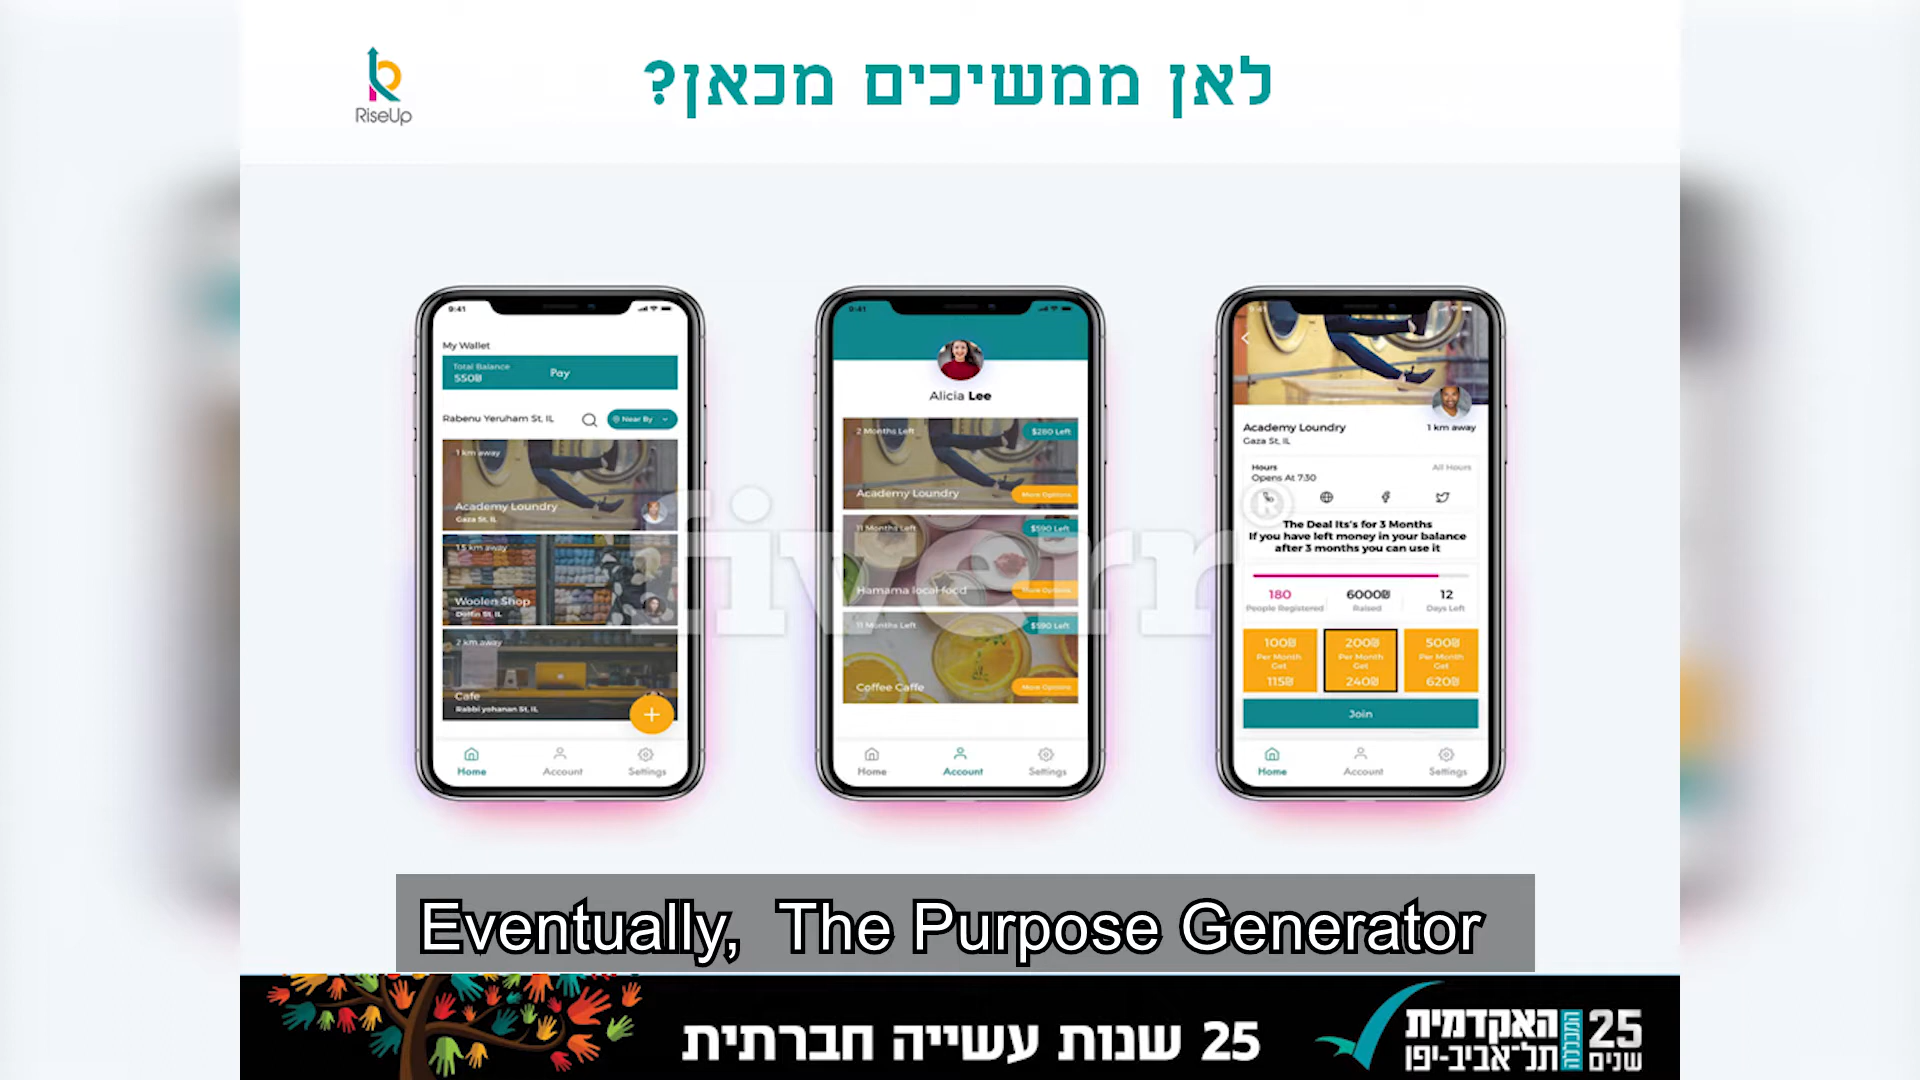 RiseUp
לאן ממשיכים מכאן?
9:41
My Wallet
Total Balance
550₪
Pay
Rabenu Yeruham St, IL
Near By
1 km away
Academy Loundry
Gaza St, IL
1.5 km away
Woolen Shop
Dolfin St, IL
2 km away
Cafe
Rabbi yohanan St, IL
+
Home
Account
Settings
9:41
Alicia Lee
2 Months Left
$280 Left
Academy Loundry
More Options
11 Months Left
$590 Left
Hamama local food
More Options
11 Months Left
$590 Left
Coffee Caffe
More Options
Home
Account
Settings
9:41
Academy Loundry
1 km away
Gaza St, IL
Hours
All Hours
Opens At 7:30
The Deal Its's for 3 Months
If you have left money in your balance
after 3 months you can use it
180
People Registered
6000₪
Raised
12
Days Left
100₪
Per Month
Get
115₪
200₪
Per Month
Get
240₪
500₪
Per Month
Get
620₪
Join
Home
Account
Settings
fiverr®
Eventually, The Purpose Generator
25 שנות עשייה חברתית
האקדמית
תל־אביב-יפו
המכללה
25
שנים